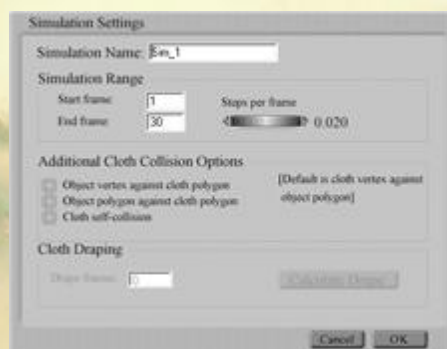 Simulation Settings
Simulation Name: Sim_1
Simulation Range
Start frame 1
End frame 30
Steps per frame
0.020
Additional Cloth Collision Options
Object vertex against cloth polygon
Object polygon against cloth polygon
Cloth self-collision
[Default is cloth vertex against
object polygon]
Cloth Draping
Drape frames: 0
Calculate Drape
Cancel OK